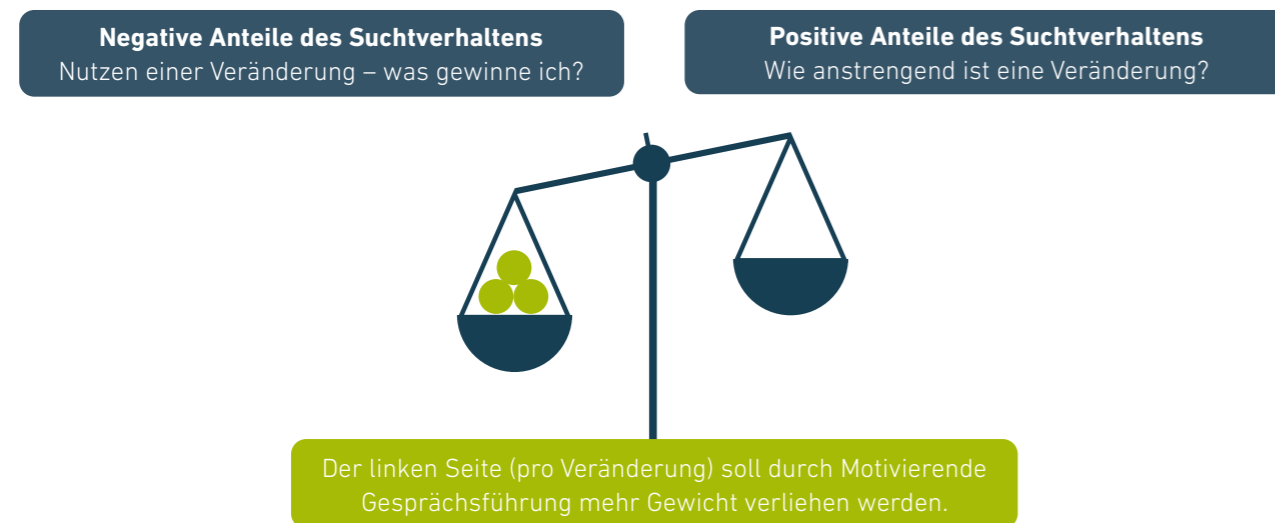 Negative Anteile des Suchtverhaltens
Nutzen einer Veränderung – was gewinne ich?
Positive Anteile des Suchtverhaltens
Wie anstrengend ist eine Veränderung?
Der linken Seite (pro Veränderung) soll durch Motivierende
Gesprächsführung mehr Gewicht verliehen werden.